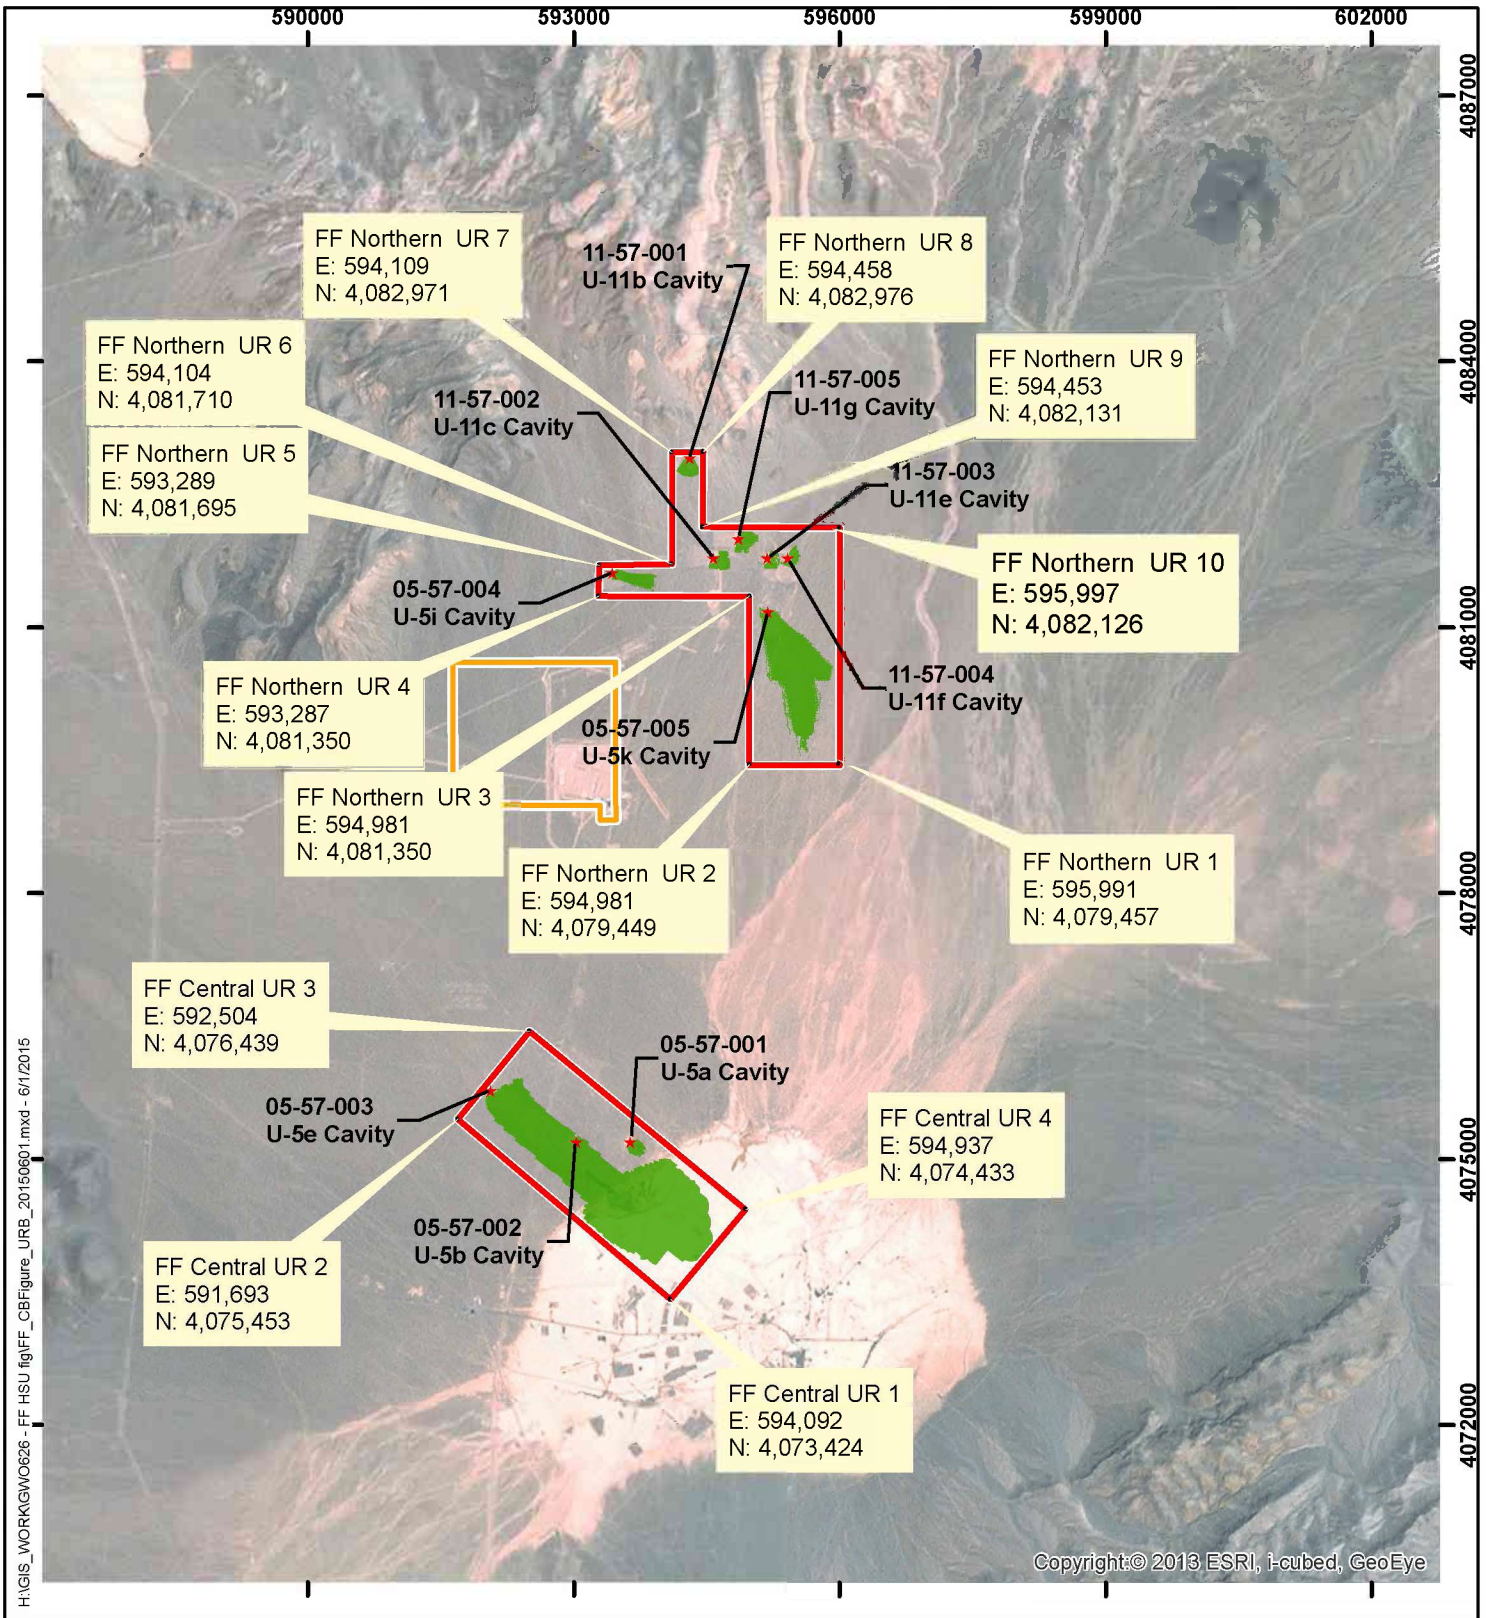 590000
593000
596000
599000
602000
4087000
4084000
4081000
4078000
4075000
4072000
FF Northern UR 7
E: 594,109
N: 4,082,971
11-57-001
U-11b Cavity
FF Northern UR 8
E: 594,458
N: 4,082,976
FF Northern UR 6
E: 594,104
N: 4,081,710
11-57-002
U-11c Cavity
11-57-005
U-11g Cavity
FF Northern UR 9
E: 594,453
N: 4,082,131
FF Northern UR 5
E: 593,289
N: 4,081,695
11-57-003
U-11e Cavity
05-57-004
U-5i Cavity
FF Northern UR 10
E: 595,997
N: 4,082,126
FF Northern UR 4
E: 593,287
N: 4,081,350
11-57-004
U-11f Cavity
05-57-005
U-5k Cavity
FF Northern UR 3
E: 594,981
N: 4,081,350
FF Northern UR 2
E: 594,981
N: 4,079,449
FF Northern UR 1
E: 595,991
N: 4,079,457
FF Central UR 3
E: 592,504
N: 4,076,439
05-57-001
U-5a Cavity
05-57-003
U-5e Cavity
FF Central UR 4
E: 594,937
N: 4,074,433
05-57-002
U-5b Cavity
FF Central UR 2
E: 591,693
N: 4,075,453
FF Central UR 1
E: 594,092
N: 4,073,424
Copyright:© 2013 ESRI, i-cubed, GeoEye
H:\GIS_WORK\GWO626 - FF HSU fig\FF_CBFigure_URB_20150601.mxd - 6/1/2015